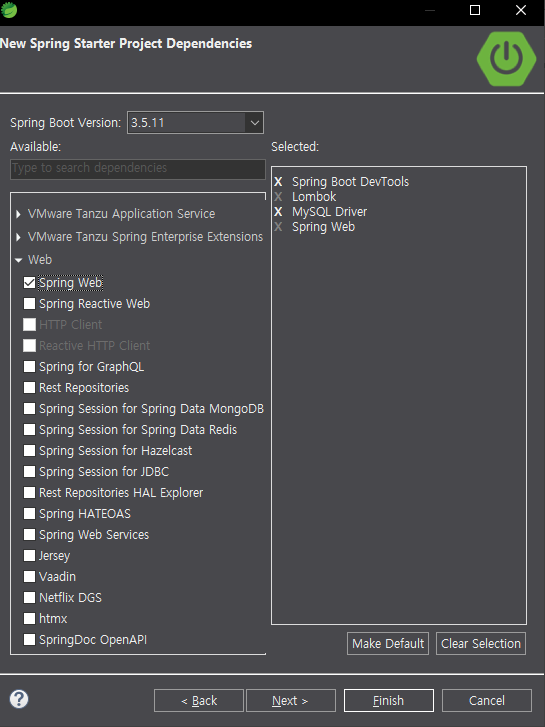 New Spring Starter Project Dependencies
Spring Boot Version: 3.5.11
Available:
Type to search dependencies
VMware Tanzu Application Service
VMware Tanzu Spring Enterprise Extensions
Web
Spring Web
Spring Reactive Web
HTTP Client
Reactive HTTP Client
Spring for GraphQL
Rest Repositories
Spring Session for Spring Data MongoDB
Spring Session for Spring Data Redis
Spring Session for Hazelcast
Spring Session for JDBC
Rest Repositories HAL Explorer
Spring HATEOAS
Spring Web Services
Jersey
Vaadin
Netflix DGS
htmx
SpringDoc OpenAPI
Selected:
X Spring Boot DevTools
X Lombok
X MySQL Driver
X Spring Web
Make Default
Clear Selection
?
< Back
Next >
Finish
Cancel